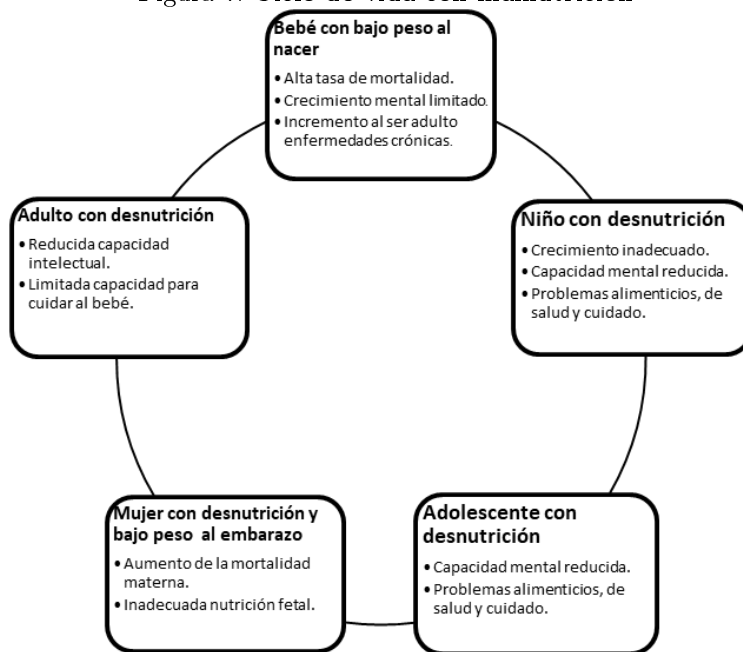 Bebé con bajo peso al
nacer
• Alta tasa de mortalidad.
• Crecimiento mental limitado.
• Incremento al ser adulto
enfermedades crónicas.
Niño con desnutrición
• Crecimiento inadecuado.
• Capacidad mental reducida.
• Problemas alimenticios, de
salud y cuidado.
Adolescente con
desnutrición
• Capacidad mental reducida.
• Problemas alimenticios, de
salud y cuidado.
Mujer con desnutrición y
bajo peso al embarazo
• Aumento de la mortalidad
materna.
• Inadecuada nutrición fetal.
Adulto con desnutrición
• Reducida capacidad
intelectual.
• Limitada capacidad para
cuidar al bebé.